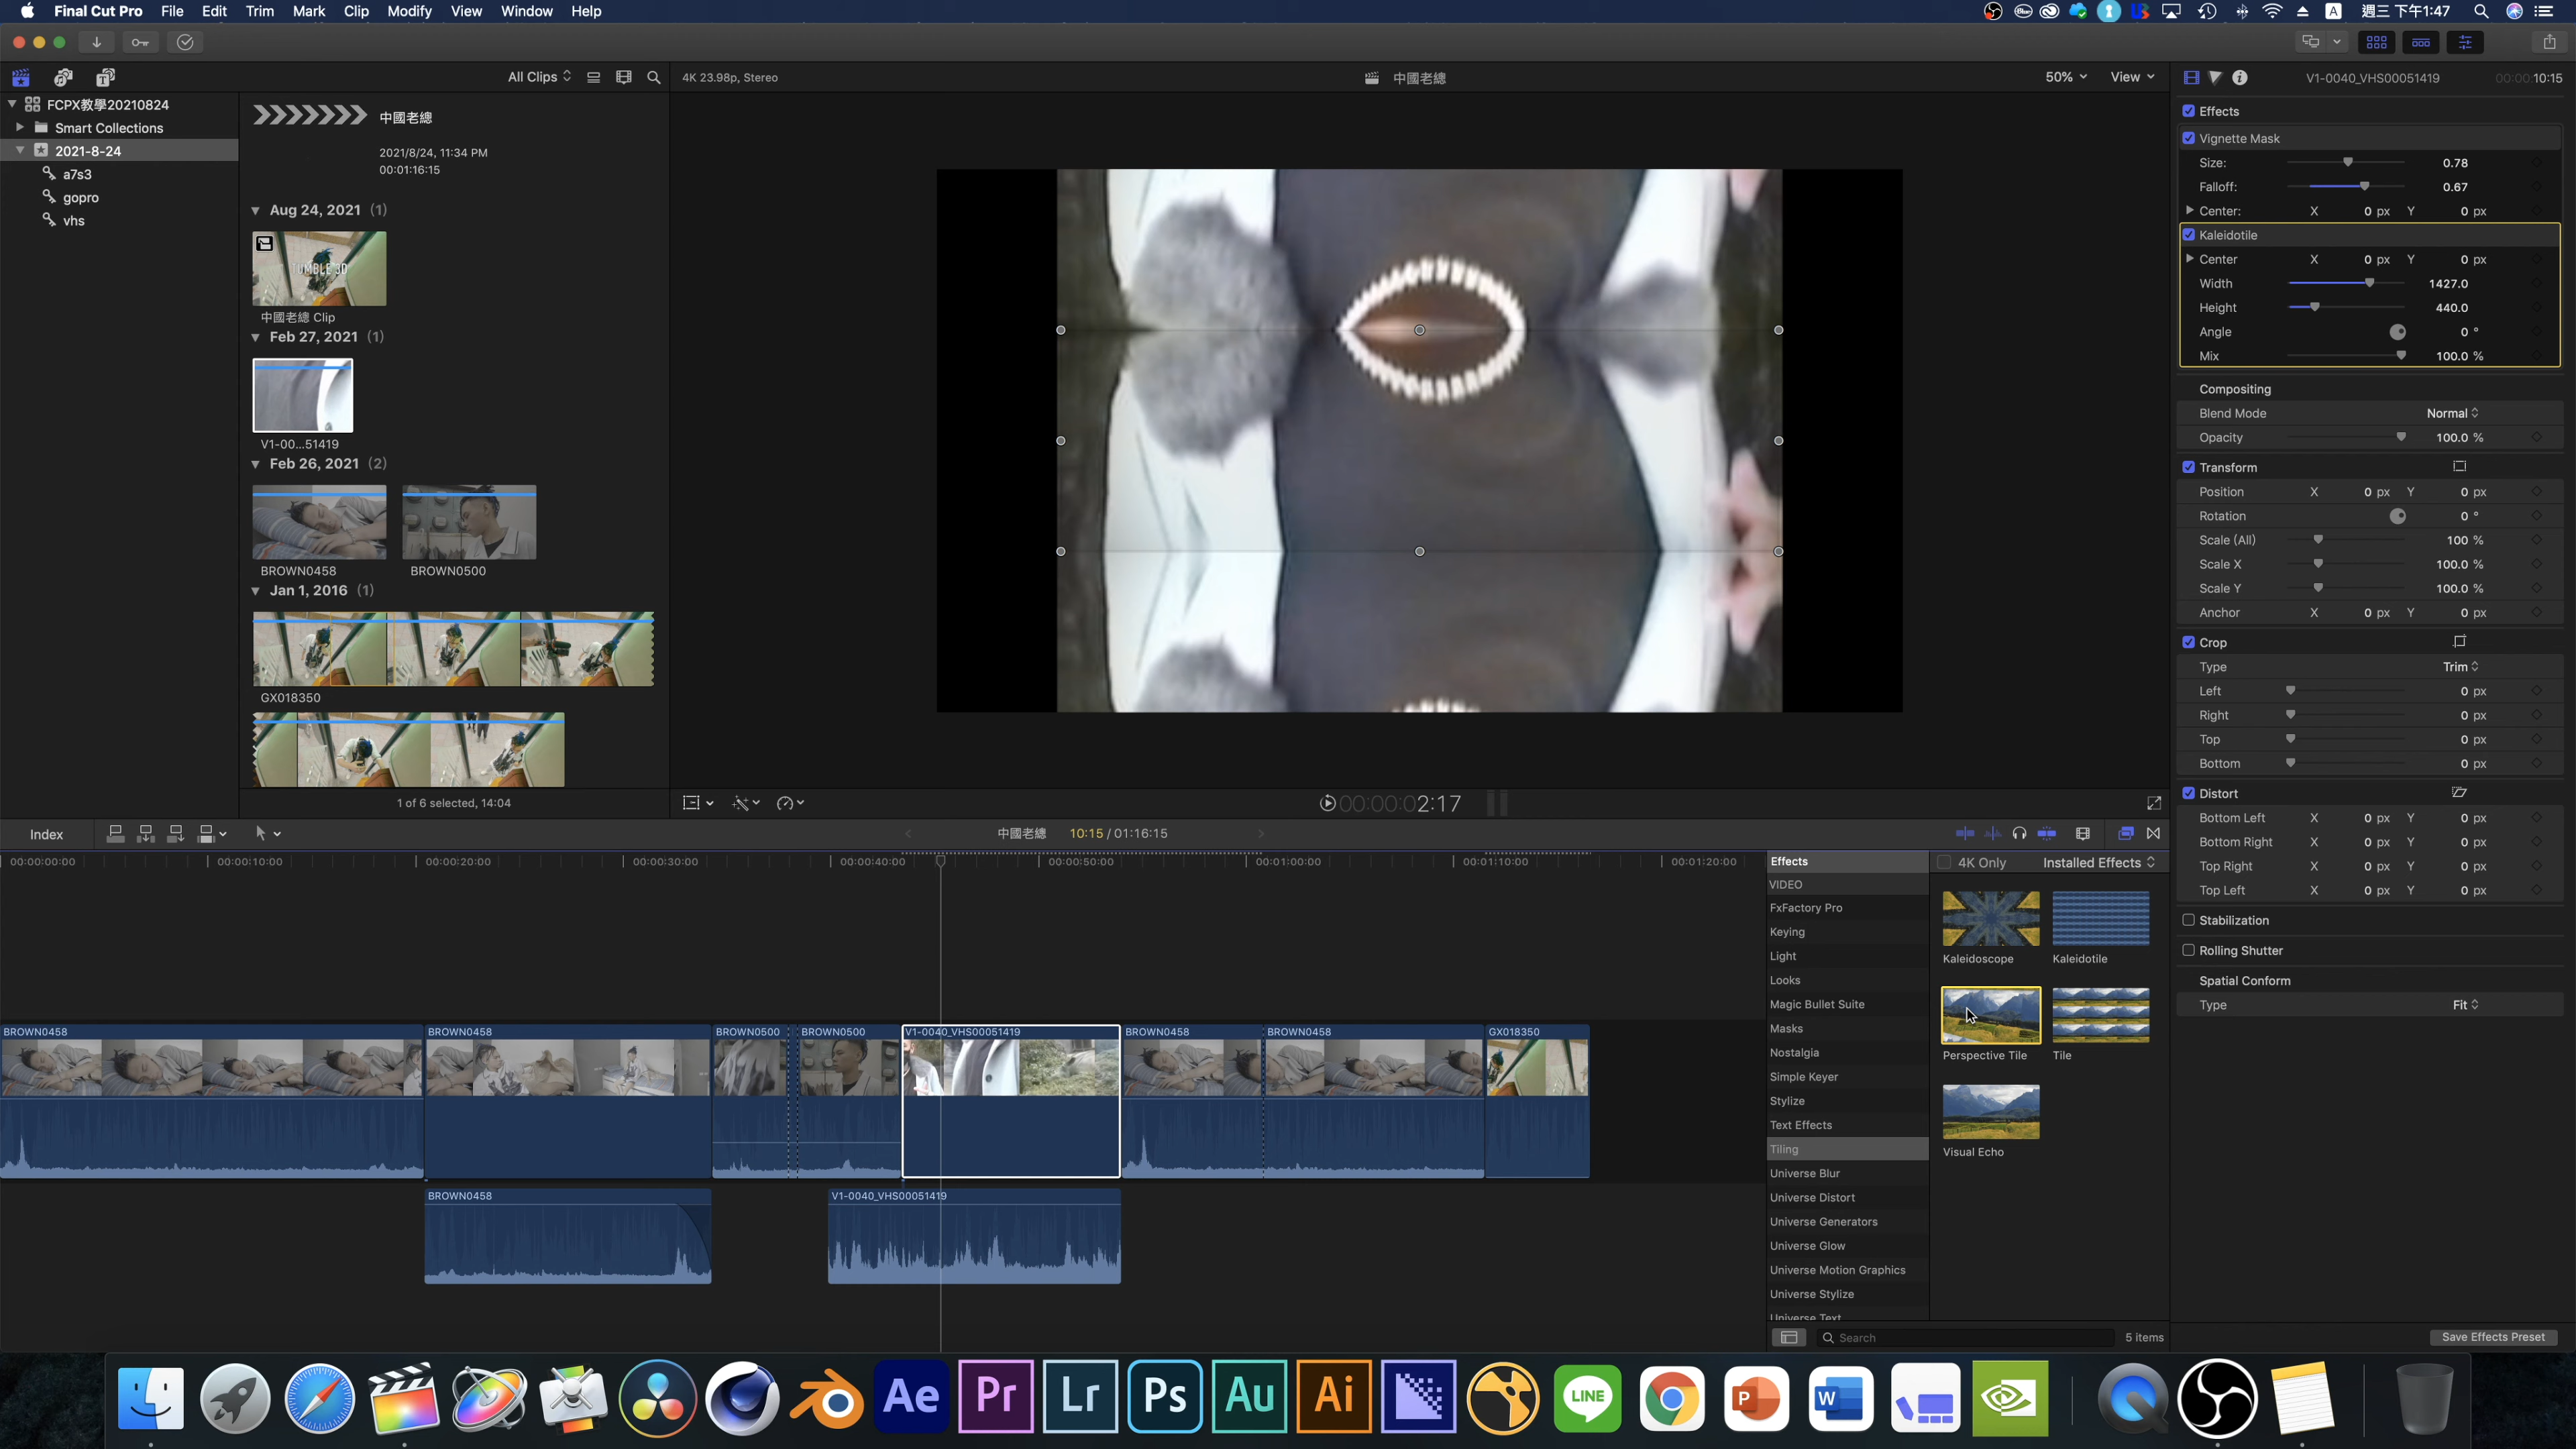 Final Cut Pro File Edit Trim Mark Clip Modify View Window Help
A 週三 下午1:47
All Clips
4K 23.98p, Stereo
中國老總
50% View
V1-0040_VHS00051419
00:00:00:10:15
FCPX教學20210824
Smart Collections
2021-8-24
a7s3
gopro
vhs
中國老總
2021/8/24, 11:34 PM
00:01:16:15
Aug 24, 2021 (1)
TUMBLE 3D
中國老總 Clip
Feb 27, 2021 (1)
V1-00...51419
Feb 26, 2021 (2)
BROWN0458
BROWN0500
Jan 1, 2016 (1)
GX018350
1 of 6 selected, 14:04
00:00:00:02:17
Effects
Vignette Mask
Size: 0.78
Falloff: 0.67
Center: X 0 px Y 0 px
Kaleidotile
Center X 0 px Y 0 px
Width 1427.0
Height 440.0
Angle 0 °
Mix 100.0 %
Compositing
Blend Mode Normal
Opacity 100.0 %
Transform
Position X 0 px Y 0 px
Rotation 0 °
Scale (All) 100 %
Scale X 100.0 %
Scale Y 100.0 %
Anchor X 0 px Y 0 px
Crop
Type Trim
Left 0 px
Right 0 px
Top 0 px
Bottom 0 px
Distort
Bottom Left X 0 px Y 0 px
Bottom Right X 0 px Y 0 px
Top Right X 0 px Y 0 px
Top Left X 0 px Y 0 px
Stabilization
Rolling Shutter
Spatial Conform
Type Fit
Save Effects Preset
Index
中國老總 10:15 / 01:16:15
00:00:00:00 00:00:10:00 00:00:20:00 00:00:30:00 00:00:40:00 00:00:50:00 00:01:00:00 00:01:10:00 00:01:20:00
BROWN0458 BROWN0458 BROWN0500 BROWN0500 V1-0040_VHS00051419 BROWN0458 BROWN0458 GX018350
BROWN0458 V1-0040_VHS00051419
Effects
VIDEO
FxFactory Pro
Keying
Light
Looks
Magic Bullet Suite
Masks
Nostalgia
Simple Keyer
Stylize
Text Effects
Tiling
Universe Blur
Universe Distort
Universe Generators
Universe Glow
Universe Motion Graphics
Universe Stylize
Universe Text
4K Only Installed Effects
Kaleidoscope Kaleidotile
Perspective Tile Tile
Visual Echo
Search
5 items
Ae Pr Lr Ps Au Ai LINE P W